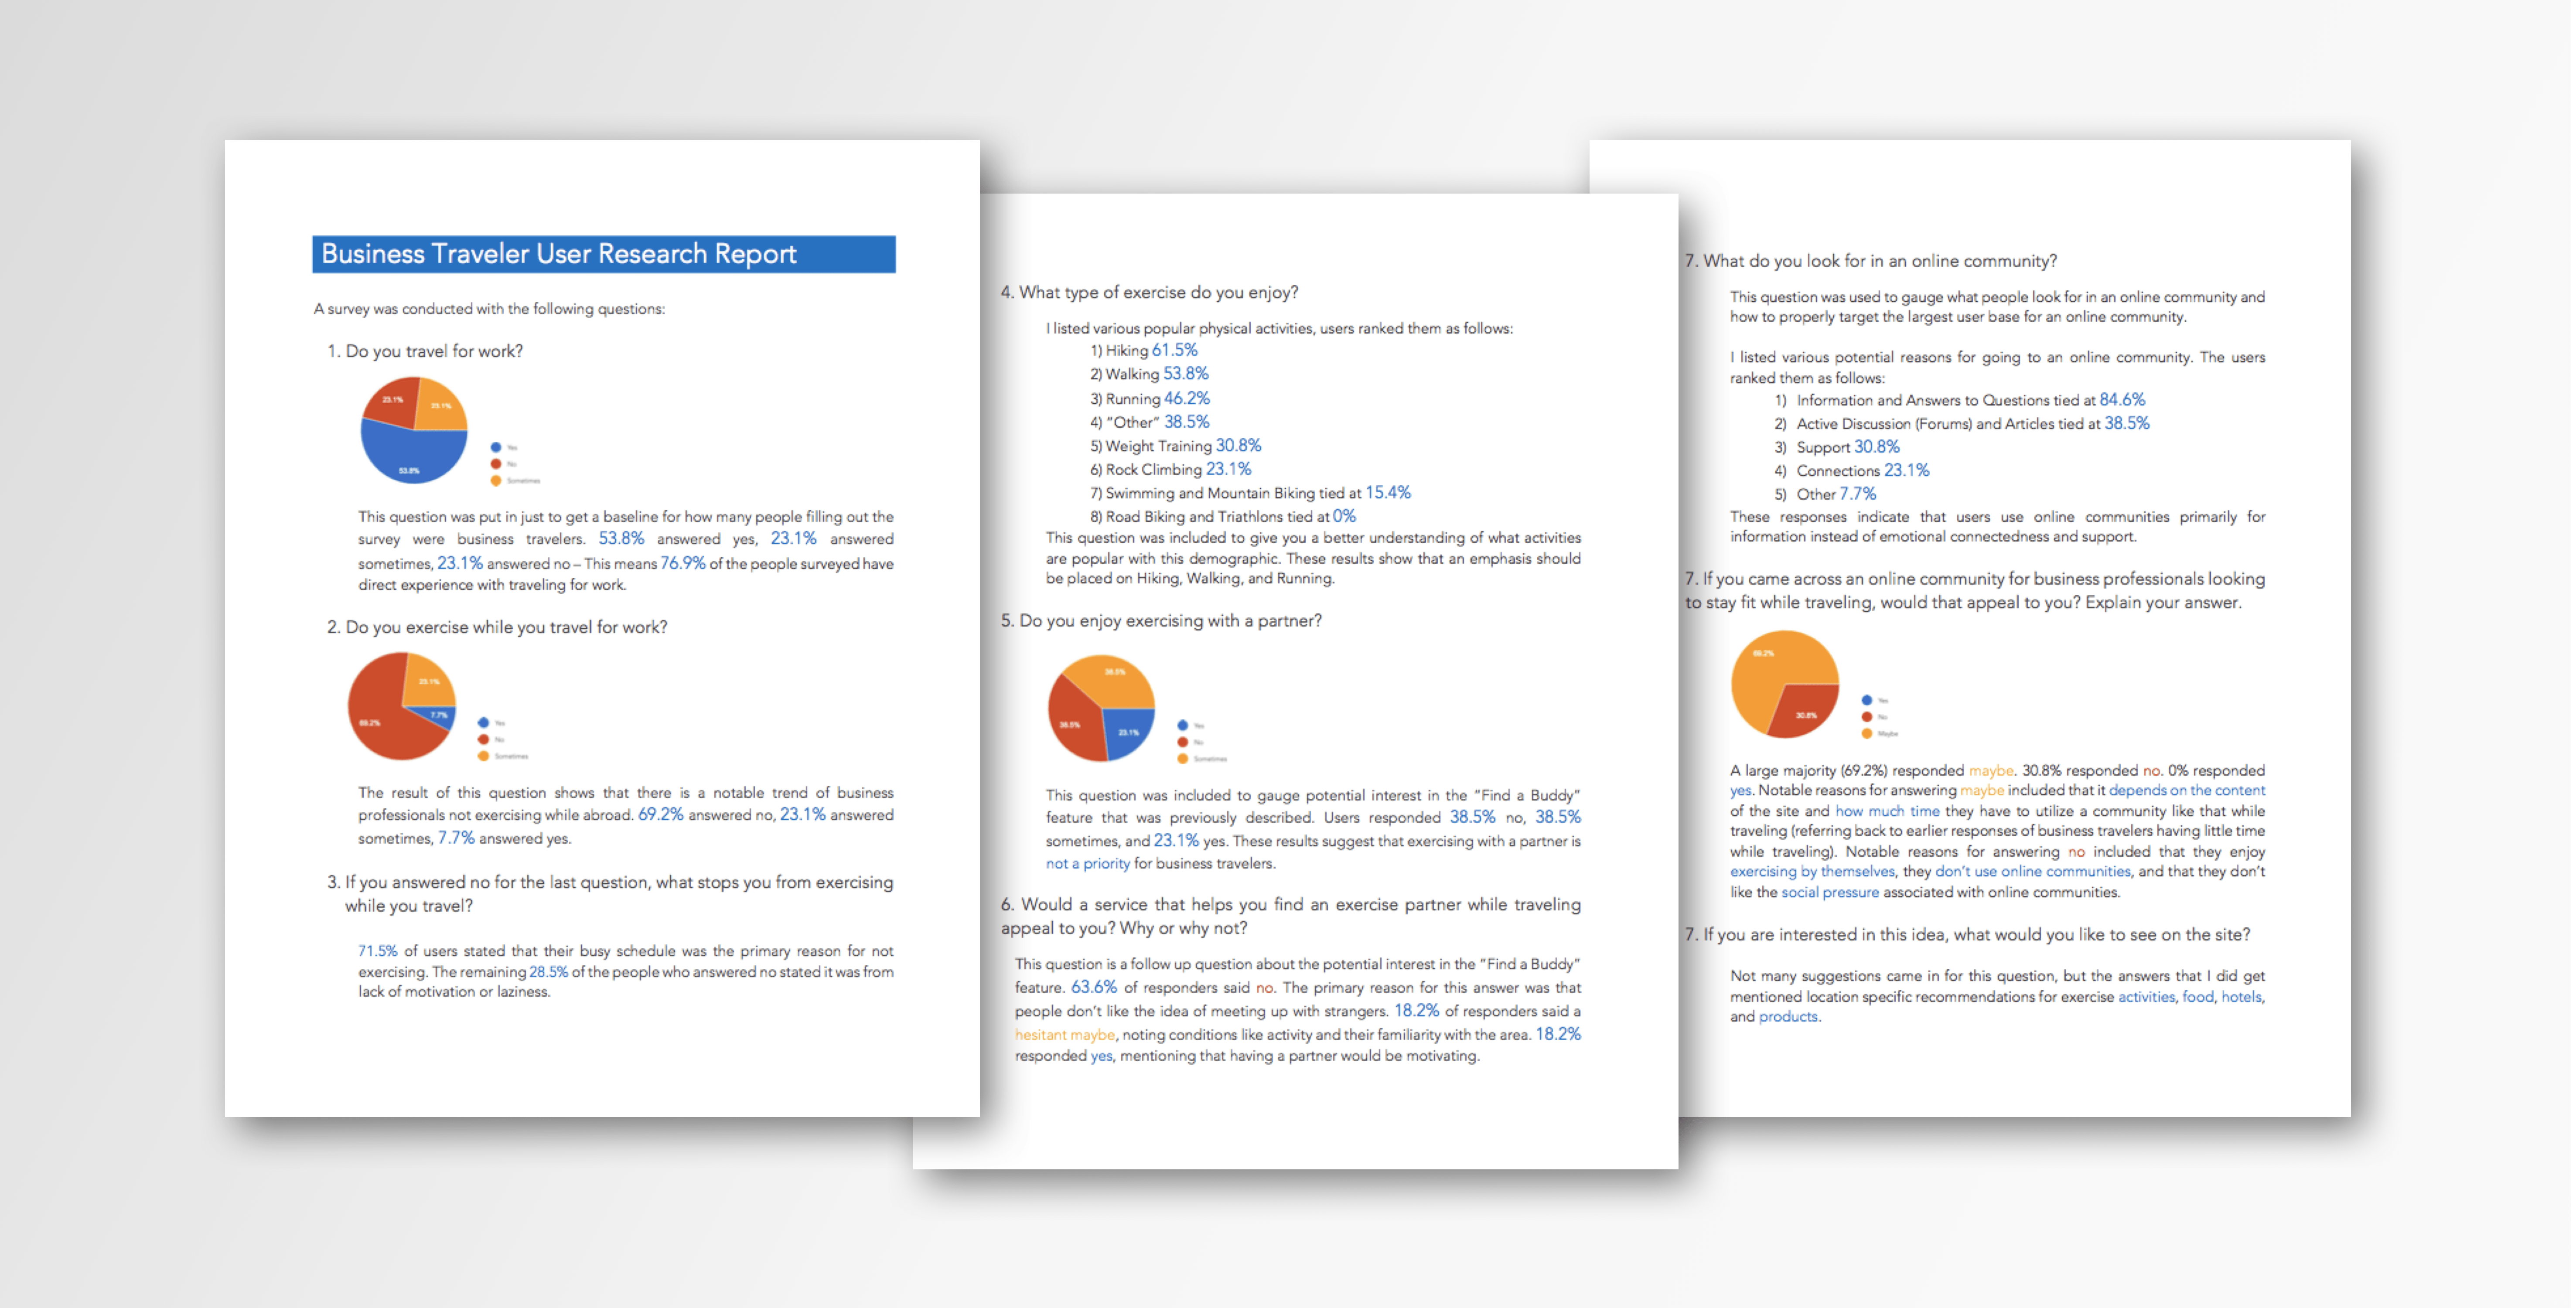 Business Traveler User Research Report
A survey was conducted with the following questions:
1. Do you travel for work?
23.1%
23.1%
53.8%
Yes
No
Sometimes
This question was put in just to get a baseline for how many people filling out the
survey were business travelers. 53.8% answered yes, 23.1% answered
sometimes, 23.1% answered no – This means 76.9% of the people surveyed have
direct experience with traveling for work.
2. Do you exercise while you travel for work?
23.1%
7.7%
69.2%
Yes
No
Sometimes
The result of this question shows that there is a notable trend of business
professionals not exercising while abroad. 69.2% answered no, 23.1% answered
sometimes, 7.7% answered yes.
3. If you answered no for the last question, what stops you from exercising
while you travel?
71.5% of users stated that their busy schedule was the primary reason for not
exercising. The remaining 28.5% of the people who answered no stated it was from
lack of motivation or laziness.
4. What type of exercise do you enjoy?
I listed various popular physical activities, users ranked them as follows:
1) Hiking 61.5%
2) Walking 53.8%
3) Running 46.2%
4) "Other" 38.5%
5) Weight Training 30.8%
6) Rock Climbing 23.1%
7) Swimming and Mountain Biking tied at 15.4%
8) Road Biking and Triathlons tied at 0%
This question was included to give you a better understanding of what activities
are popular with this demographic. These results show that an emphasis should
be placed on Hiking, Walking, and Running.
5. Do you enjoy exercising with a partner?
38.5%
38.5%
23.1%
Yes
No
Sometimes
This question was included to gauge potential interest in the "Find a Buddy"
feature that was previously described. Users responded 38.5% no, 38.5%
sometimes, and 23.1% yes. These results suggest that exercising with a partner is
not a priority for business travelers.
6. Would a service that helps you find an exercise partner while traveling
appeal to you? Why or why not?
This question is a follow up question about the potential interest in the "Find a Buddy"
feature. 63.6% of responders said no. The primary reason for this answer was that
people don't like the idea of meeting up with strangers. 18.2% of responders said a
hesitant maybe, noting conditions like activity and their familiarity with the area. 18.2%
responded yes, mentioning that having a partner would be motivating.
7. What do you look for in an online community?
This question was used to gauge what people look for in an online community and
how to properly target the largest user base for an online community.
I listed various potential reasons for going to an online community. The users
ranked them as follows:
1) Information and Answers to Questions tied at 84.6%
2) Active Discussion (Forums) and Articles tied at 38.5%
3) Support 30.8%
4) Connections 23.1%
5) Other 7.7%
These responses indicate that users use online communities primarily for
information instead of emotional connectedness and support.
7. If you came across an online community for business professionals looking
to stay fit while traveling, would that appeal to you? Explain your answer.
69.2%
30.8%
Yes
No
Maybe
A large majority (69.2%) responded maybe. 30.8% responded no. 0% responded
yes. Notable reasons for answering maybe included that it depends on the content
of the site and how much time they have to utilize a community like that while
traveling (referring back to earlier responses of business travelers having little time
while traveling). Notable reasons for answering no included that they enjoy
exercising by themselves, they don't use online communities, and that they don't
like the social pressure associated with online communities.
7. If you are interested in this idea, what would you like to see on the site?
Not many suggestions came in for this question, but the answers that I did get
mentioned location specific recommendations for exercise activities, food, hotels,
and products.